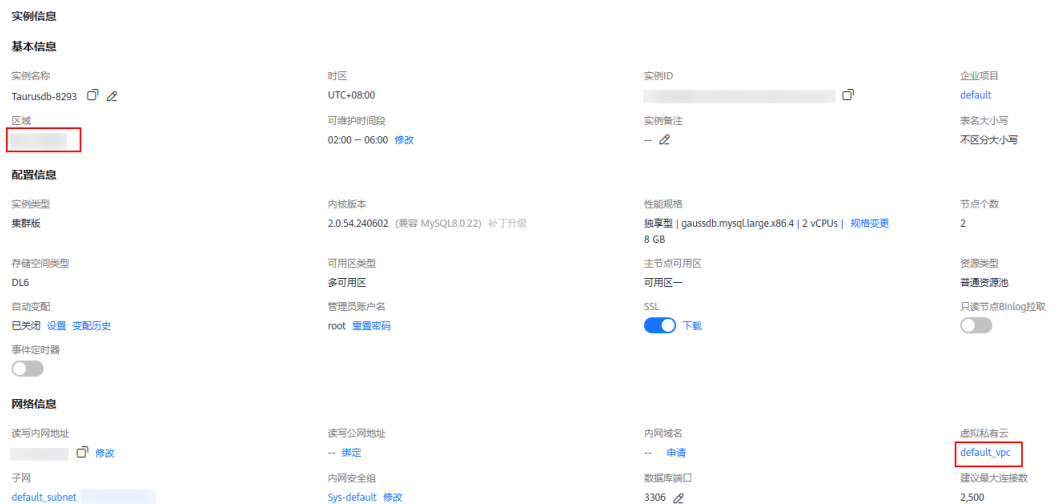 实例信息
基本信息
实例名称 时区 实例ID 企业项目
Taurusdb-8293 UTC+08:00 default
区域 可维护时间段 实例备注 表名大小写
02:00 — 06:00 修改 -- 不区分大小写
配置信息
实例类型 内核版本 性能规格 节点个数
集群版 2.0.54.240602 (兼容 MySQL8.0.22) 补丁升级 独享型 | gaussdb.mysql.large.x86.4 | 2 vCPUs | 规格变更 2
8 GB
存储空间类型 可用区类型 主节点可用区 资源类型
DL6 多可用区 可用区一 普通资源池
自动变配 管理员账户名 SSL 只读节点Binlog拉取
已关闭 设置 变配历史 root 重置密码 下载
事件定时器
网络信息
读写内网地址 读写公网地址 内网域名 虚拟私有云
修改 -- 绑定 -- 申请 default_vpc
子网 内网安全组 数据库端口 建议最大连接数
default_subnet Sys-default 修改 3306 2,500